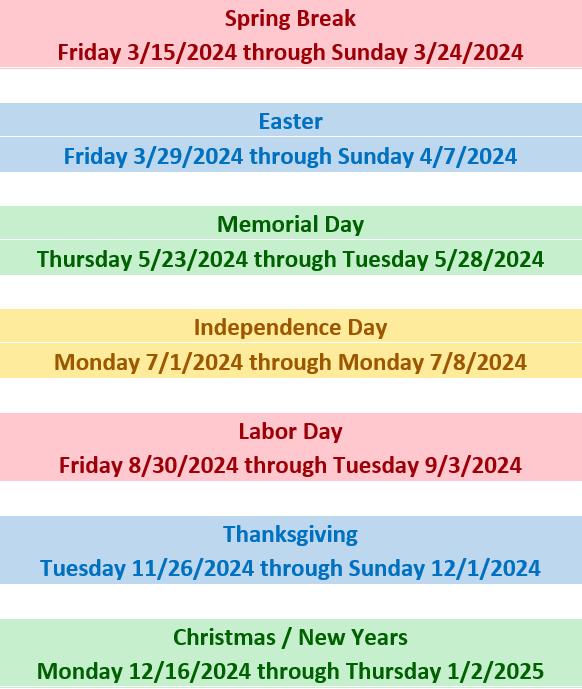 Spring Break
Friday 3/15/2024 through Sunday 3/24/2024
Easter
Friday 3/29/2024 through Sunday 4/7/2024
Memorial Day
Thursday 5/23/2024 through Tuesday 5/28/2024
Independence Day
Monday 7/1/2024 through Monday 7/8/2024
Labor Day
Friday 8/30/2024 through Tuesday 9/3/2024
Thanksgiving
Tuesday 11/26/2024 through Sunday 12/1/2024
Christmas / New Years
Monday 12/16/2024 through Thursday 1/2/2025